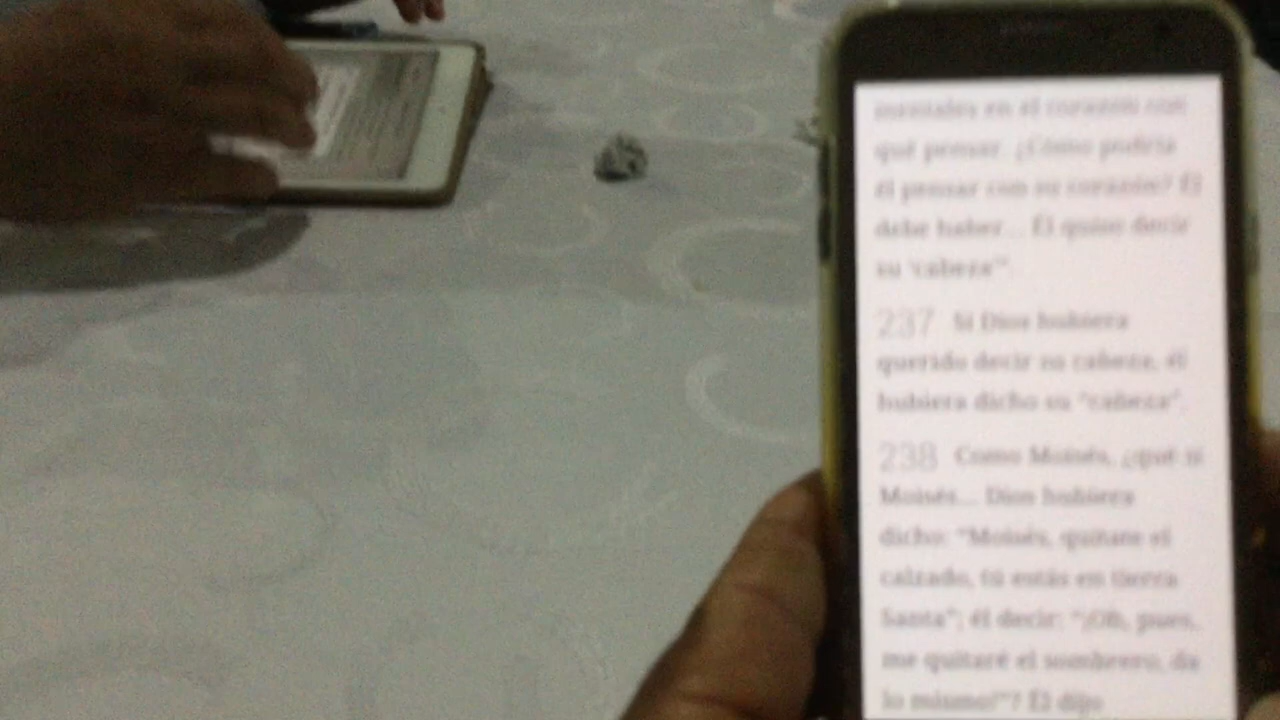 mentales en el corazón con
qué pensar. ¿Cómo podría
él pensar con su corazón? Él
debe haber... Él quiso decir
su ‘cabeza’”.
237 Si Dios hubiera
querido decir su cabeza, él
hubiera dicho su “cabeza”.
238 Como Moisés, ¿qué si
Moisés... Dios hubiera
dicho: “Moisés, quítate el
calzado, tú estás en tierra
Santa”; él decir: “¡Oh, pues,
me quitaré el sombrero, da
lo mismo!”? Él dijo